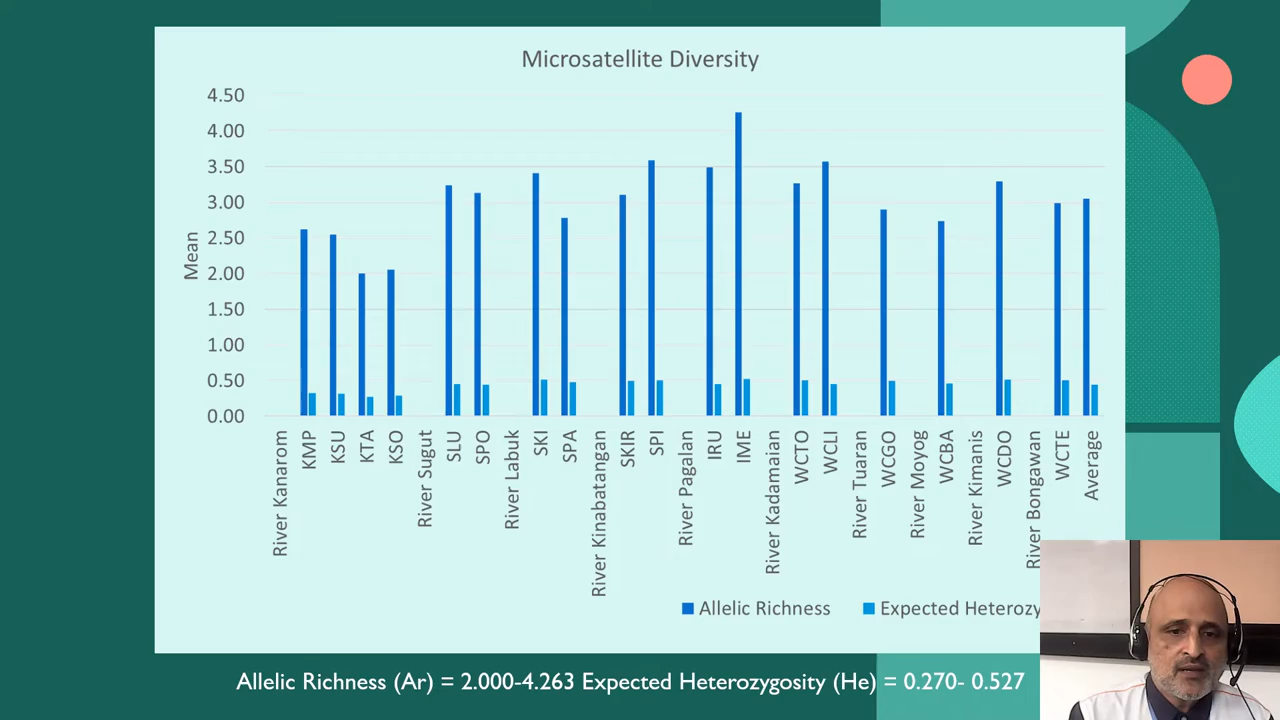 Microsatellite Diversity
4.50
4.00
3.50
3.00
2.50
2.00
1.50
1.00
0.50
0.00
Mean
River Kanarom
KMP
KSU
KTA
KSO
River Sugut
SLU
SPO
River Labuk
SKI
SPA
River Kinabatangan
SKIR
SPI
River Pagalan
IRU
IME
River Kadamaian
WCTO
WCLI
River Tuaran
WCGO
River Moyog
WCBA
River Kimanis
WCDO
River Bongawan
WCTE
Average
Allelic Richness
Expected Heterozy
Allelic Richness (Ar) = 2.000-4.263 Expected Heterozygosity (He) = 0.270- 0.527